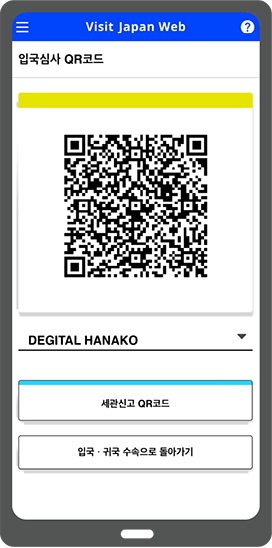 Visit Japan Web
?
입국심사 QR코드
DEGITAL HANAKO
세관신고 QR코드
입국 · 귀국 수속으로 돌아가기